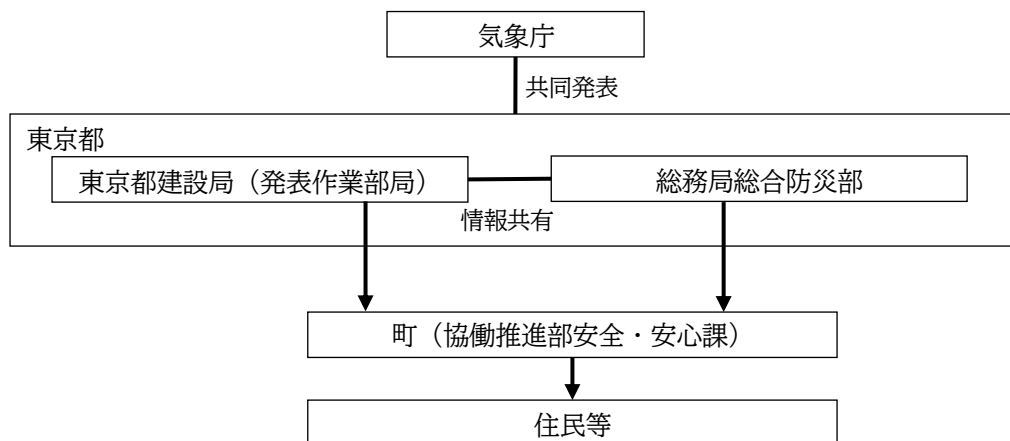 気象庁
共同発表
東京都
東京都建設局（発表作業部局）
総務局総合防災部
情報共有
町（協働推進部安全・安心課）
住民等